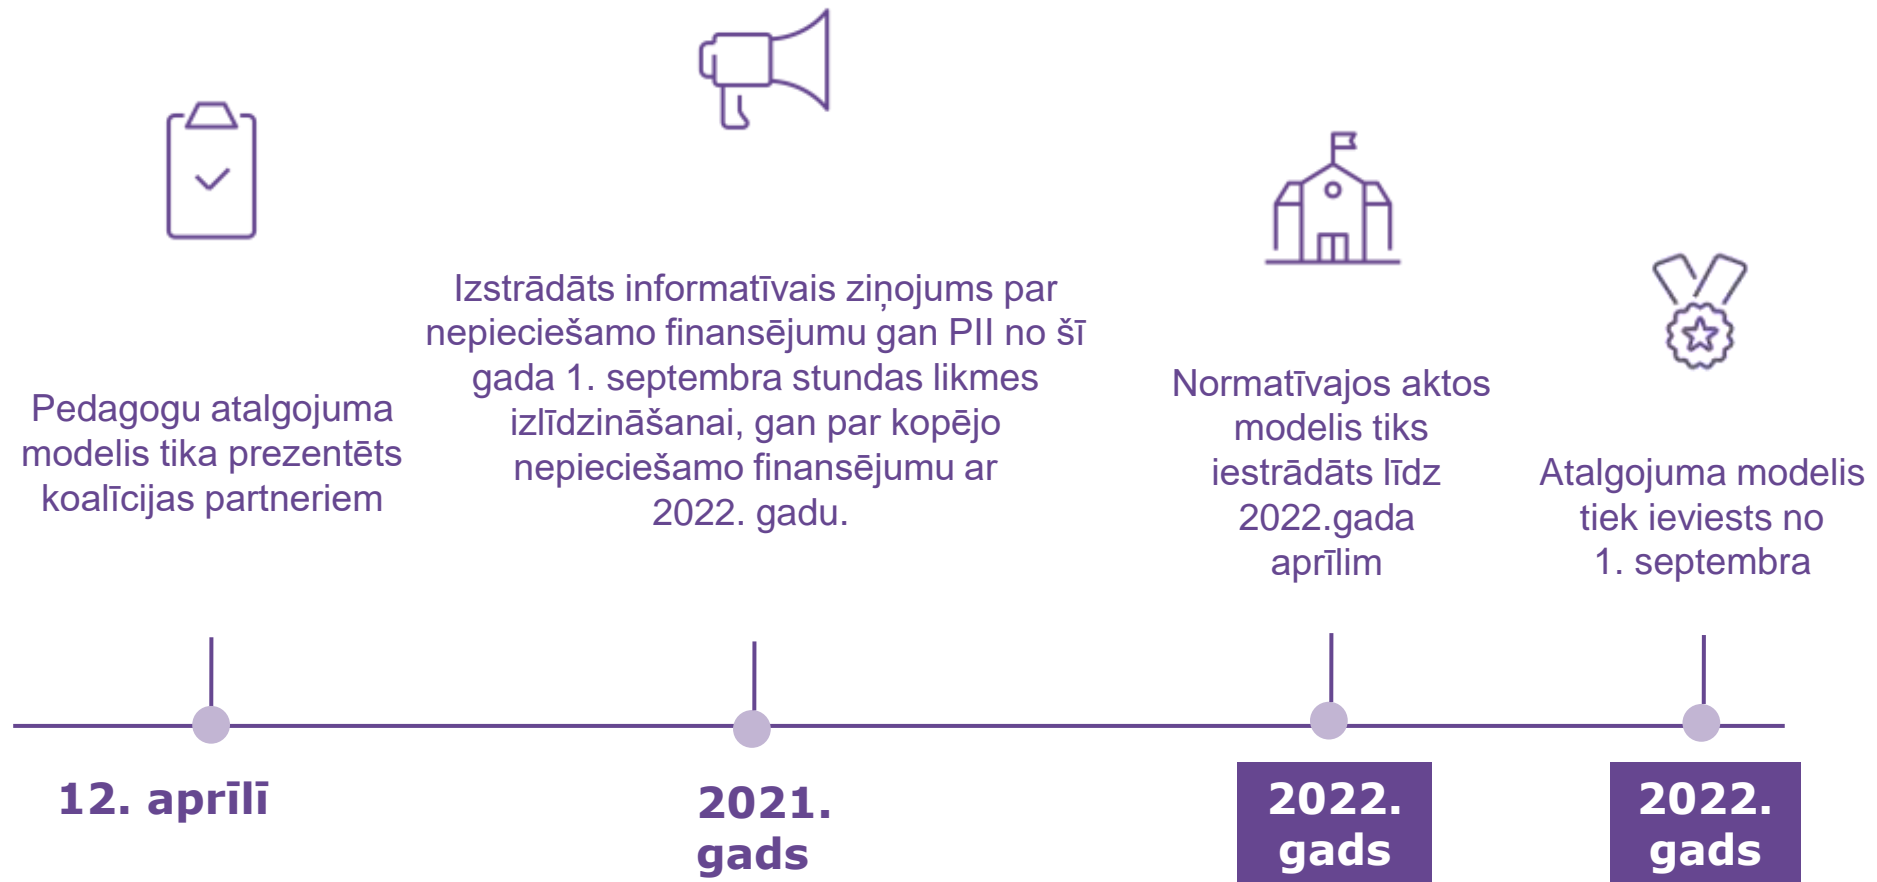 Pedagogu atalgojuma
modelis tika prezentēts
koalīcijas partneriem
12. aprīlī
Izstrādāts informatīvais ziņojums par
nepieciešamo finansējumu gan PII no šī
gada 1. septembra stundas likmes
izlīdzināšanai, gan par kopējo
nepieciešamo finansējumu ar
2022. gadu.
2021.
gads
Normatīvajos aktos
modelis tiks
iestrādāts līdz
2022.gada
aprīlim
2022.
gads
Atalgojuma modelis
tiek ieviests no
1. septembra
2022.
gads